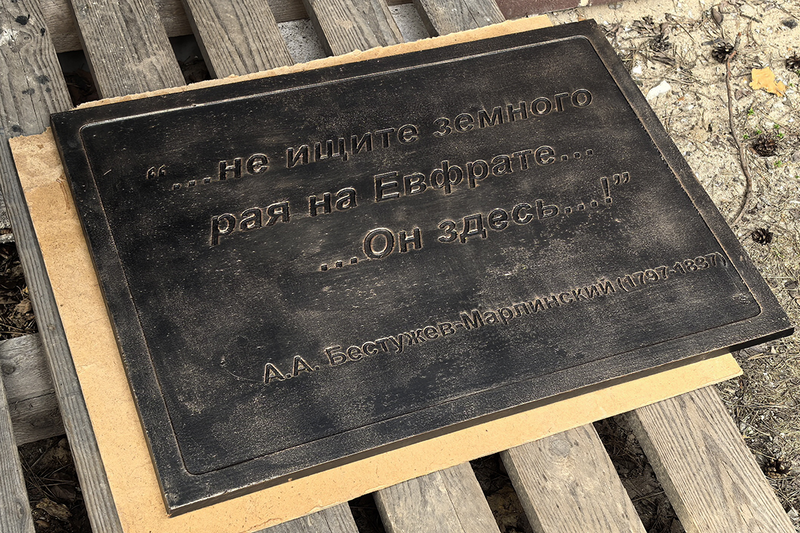 “...не ищите земного
рая на Евфрате...
...Он здесь...!”
А.А. Бестужев-Марлинский (1797-1837)